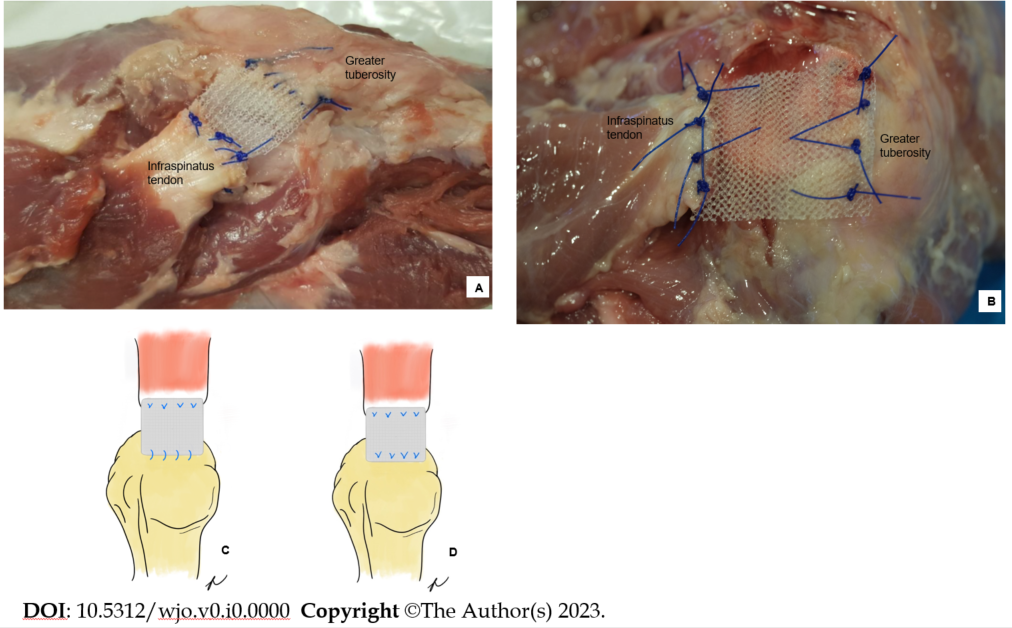 Greater
tuberosity
Infraspinatus
tendon
A
Infraspinatus
tendon
Greater
tuberosity
B
C
D
DOI: 10.5312/wjo.v0.i0.0000 Copyright ©The Author(s) 2023.